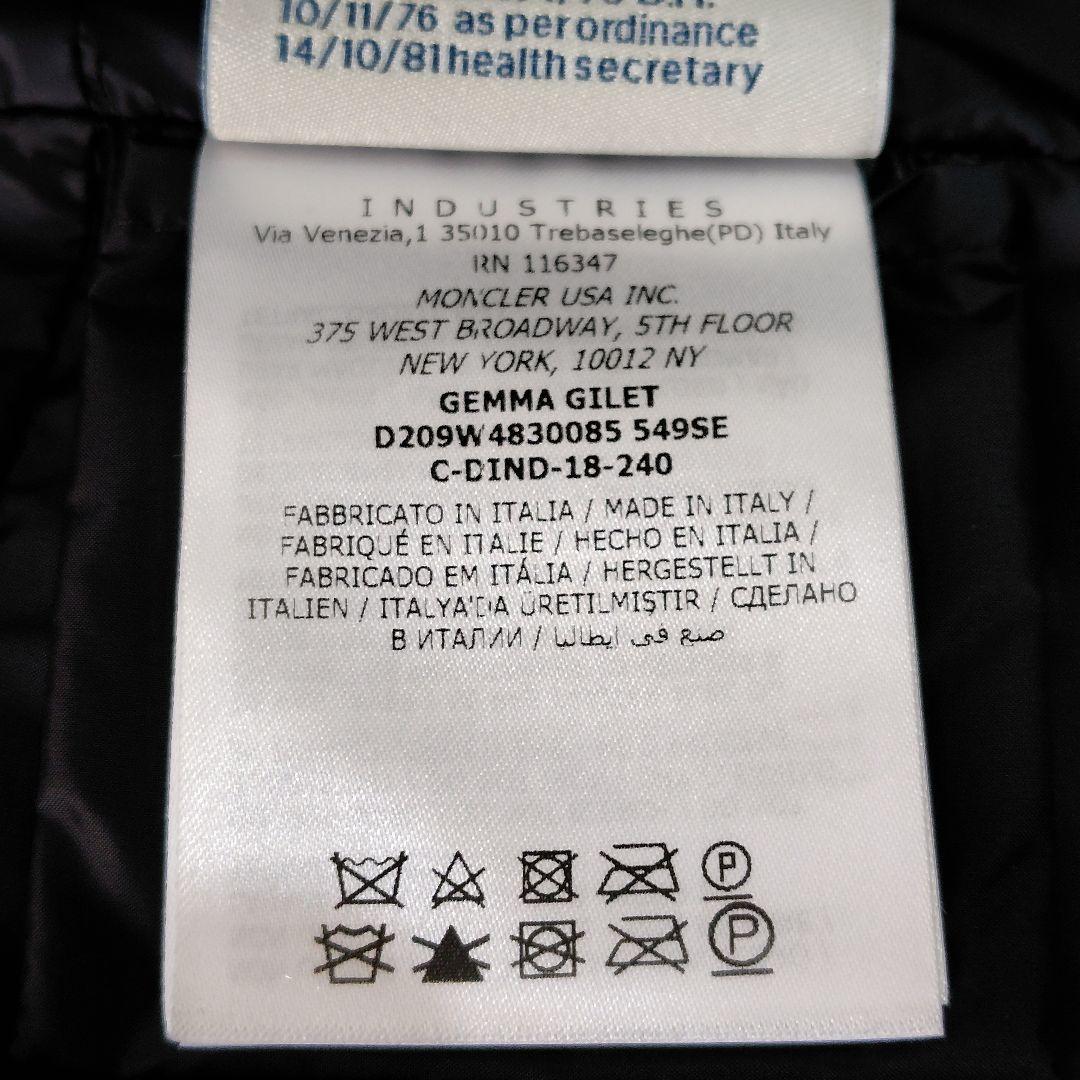 10/11/76 as per ordinance
14/10/81 health secretary
INDUSTRIES
Via Venezia,1 35010 Trebaseleghe(PD) Italy
RN 116347
MONCLER USA INC.
375 WEST BROADWAY, 5TH FLOOR
NEW YORK, 10012 NY
GEMMA GILET
D209W4830085 549SE
C-DIND-18-240
FABBRICATO IN ITALIA / MADE IN ITALY /
FABRIQUÉ EN ITALIE / HECHO EN ITALIA /
FABRICADO EM ITÁLIA / HERGESTELLT IN
ITALIEN / ITALYA'DA ÜRETILMIŞTIR / СДЕЛАНО
В ИТАЛИИ / صنع في ايطاليا
P
P